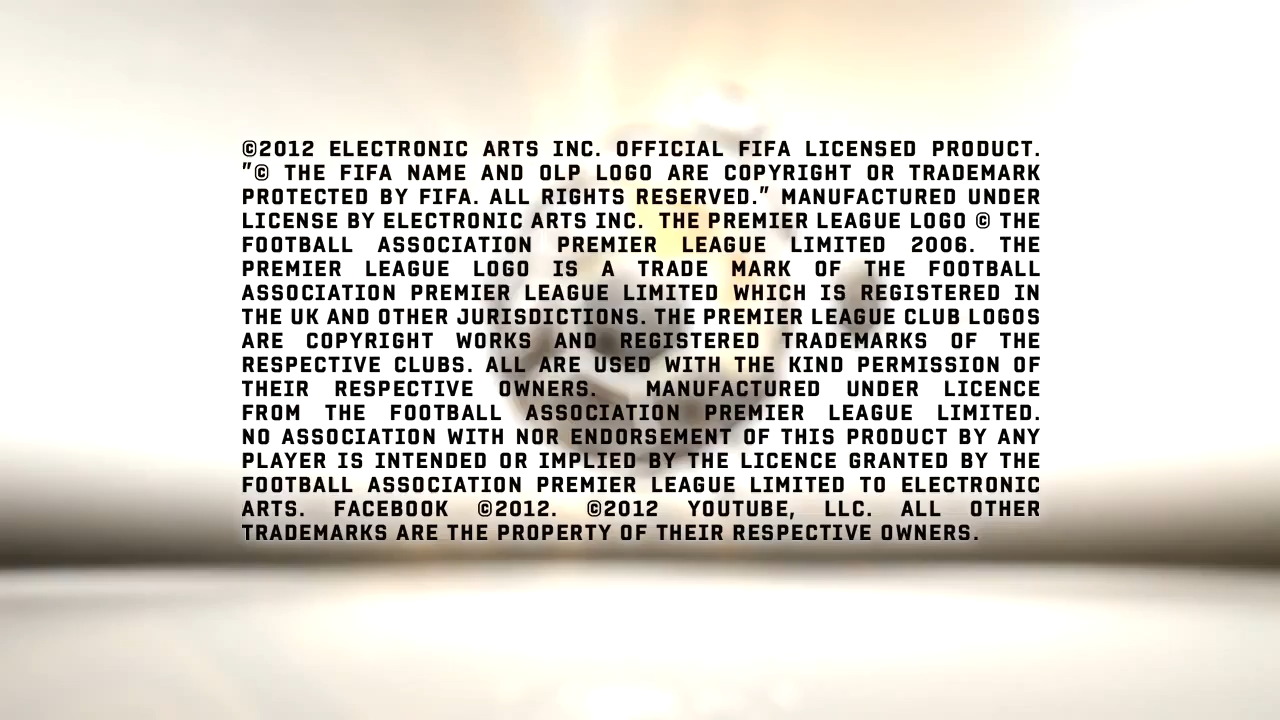 ©2012 ELECTRONIC ARTS INC. OFFICIAL FIFA LICENSED PRODUCT.
"© THE FIFA NAME AND OLP LOGO ARE COPYRIGHT OR TRADEMARK
PROTECTED BY FIFA. ALL RIGHTS RESERVED." MANUFACTURED UNDER
LICENSE BY ELECTRONIC ARTS INC. THE PREMIER LEAGUE LOGO © THE
FOOTBALL ASSOCIATION PREMIER LEAGUE LIMITED 2006. THE
PREMIER LEAGUE LOGO IS A TRADE MARK OF THE FOOTBALL
ASSOCIATION PREMIER LEAGUE LIMITED WHICH IS REGISTERED IN
THE UK AND OTHER JURISDICTIONS. THE PREMIER LEAGUE CLUB LOGOS
ARE COPYRIGHT WORKS AND REGISTERED TRADEMARKS OF THE
RESPECTIVE CLUBS. ALL ARE USED WITH THE KIND PERMISSION OF
THEIR RESPECTIVE OWNERS. MANUFACTURED UNDER LICENCE
FROM THE FOOTBALL ASSOCIATION PREMIER LEAGUE LIMITED.
NO ASSOCIATION WITH NOR ENDORSEMENT OF THIS PRODUCT BY ANY
PLAYER IS INTENDED OR IMPLIED BY THE LICENCE GRANTED BY THE
FOOTBALL ASSOCIATION PREMIER LEAGUE LIMITED TO ELECTRONIC
ARTS. FACEBOOK ©2012. ©2012 YOUTUBE, LLC. ALL OTHER
TRADEMARKS ARE THE PROPERTY OF THEIR RESPECTIVE OWNERS.